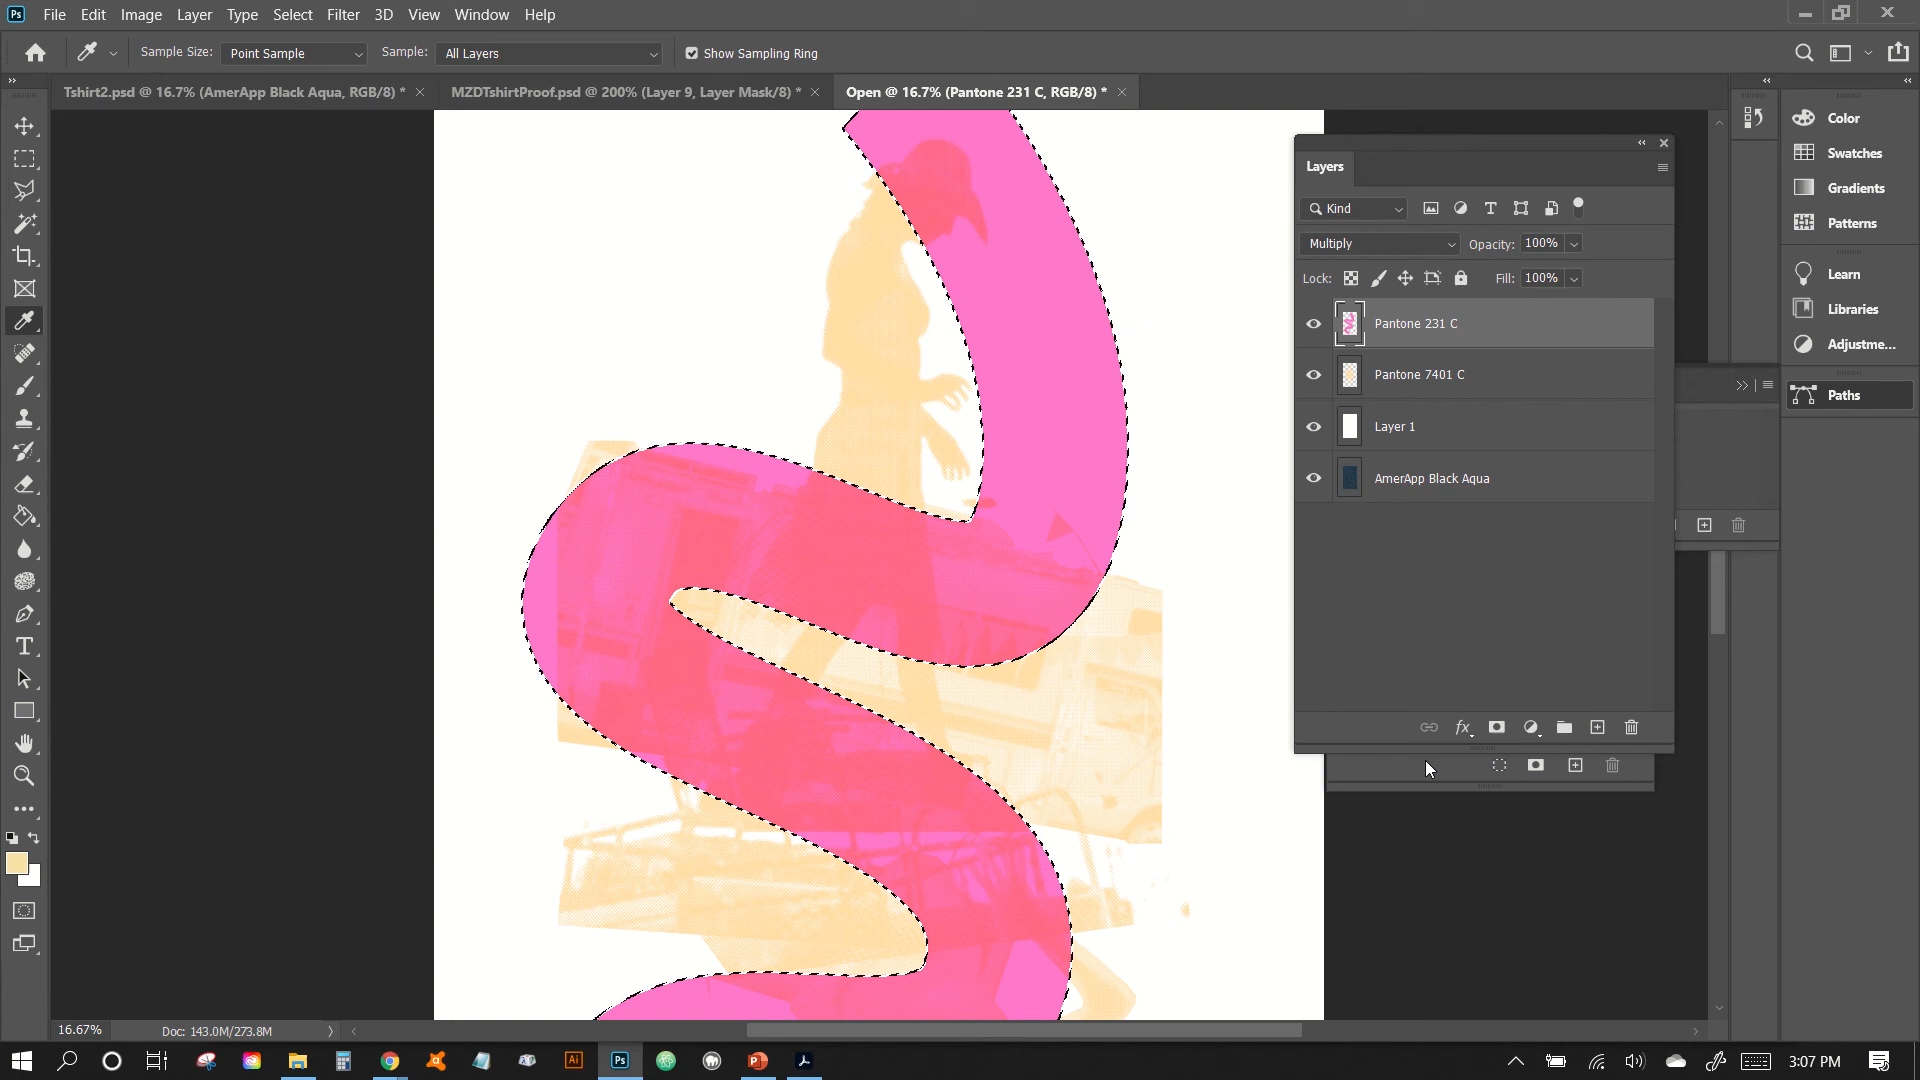 Ps File Edit Image Layer Type Select Filter 3D View Window Help
Sample Size: Point Sample Sample: All Layers Show Sampling Ring
Tshirt2.psd @ 16.7% (AmerApp Black Aqua, RGB/8) * MZDTshirtProof.psd @ 200% (Layer 9, Layer Mask/8) * Open @ 16.7% (Pantone 231 C, RGB/8) *
Layers
Kind
Multiply Opacity: 100%
Lock: Fill: 100%
Pantone 231 C
Pantone 7401 C
Layer 1
AmerApp Black Aqua
fx
Color
Swatches
Gradients
Patterns
Learn
Libraries
Adjustme...
Paths
16.67% Doc: 143.0M/273.8M
Ai Ps
3:07 PM